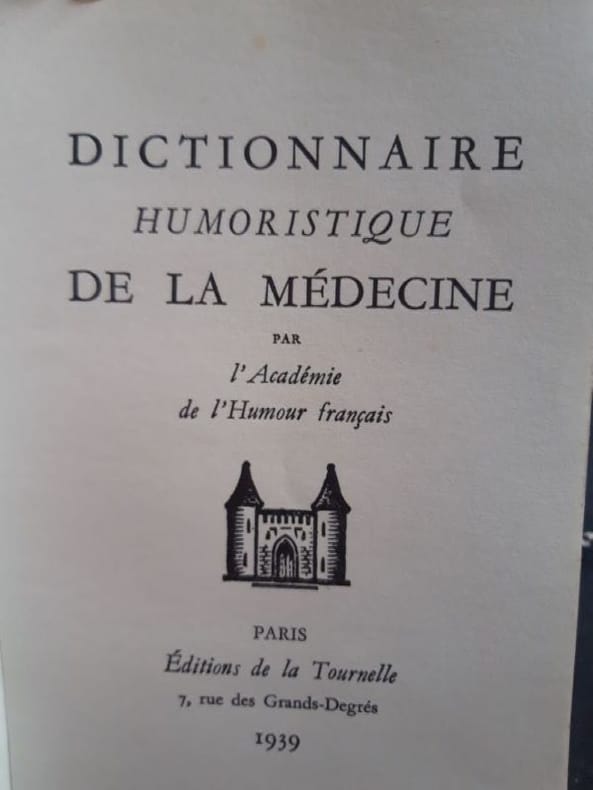 DICTIONNAIRE
HUMORISTIQUE
DE LA MÉDECINE
PAR
l'Académie
de l'Humour français
PARIS
Éditions de la Tournelle
7, rue des Grands-Degrés
1939